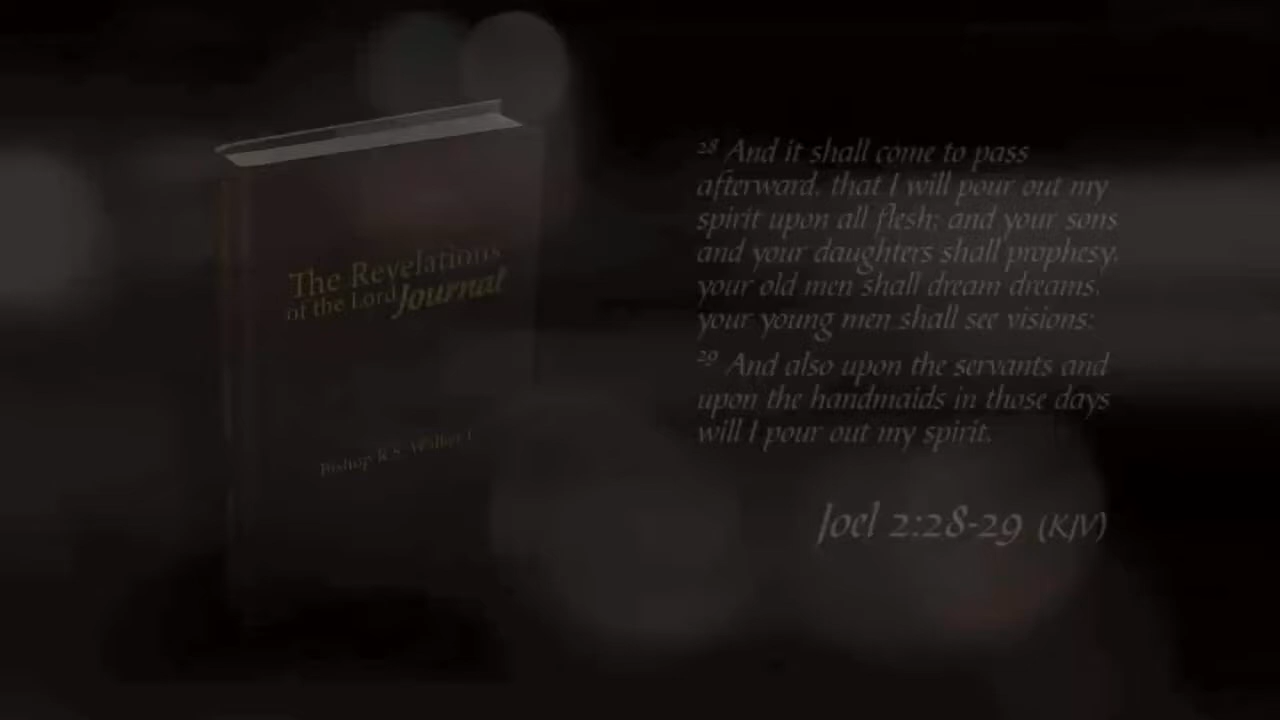 The Revelations
of the Lord Journal
Bishop R.S. Walker
28 And it shall come to pass
afterward, that I will pour out my
spirit upon all flesh; and your sons
and your daughters shall prophesy,
your old men shall dream dreams,
your young men shall see visions:
29 And also upon the servants and
upon the handmaids in those days
will I pour out my spirit.
Joel 2:28-29 (KJV)